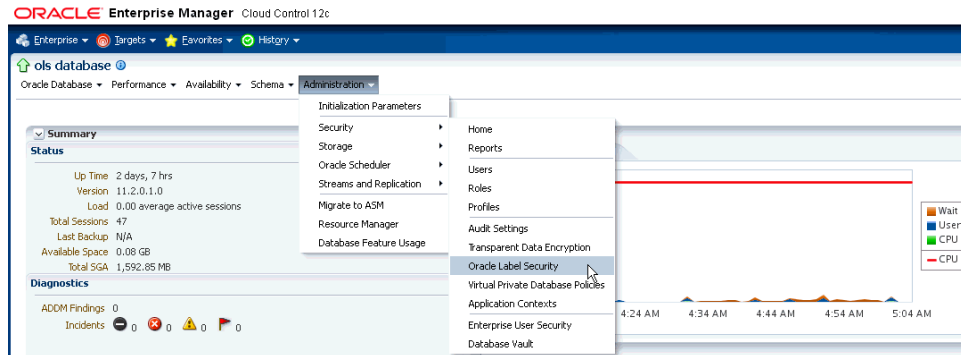 ORACLE Enterprise Manager Cloud Control 12c
Enterprise Targets Favorites History
ols database
Oracle Database Performance Availability Schema Administration
Initialization Parameters
Security
Storage
Oracle Scheduler
Streams and Replication
Migrate to ASM
Resource Manager
Database Feature Usage
Home
Reports
Users
Roles
Profiles
Audit Settings
Transparent Data Encryption
Oracle Label Security
Virtual Private Database Policies
Application Contexts
Enterprise User Security
Database Vault
Summary
Status
Up Time 2 days, 7 hrs
Version 11.2.0.1.0
Load 0.00 average active sessions
Total Sessions 47
Last Backup N/A
Available Space 0.08 GB
Total SGA 1,592.85 MB
Diagnostics
ADDM Findings 0
Incidents 0 0 0 0
Wait
User
CPU
CPU
4:24 AM 4:34 AM 4:44 AM 4:54 AM 5:04 AM